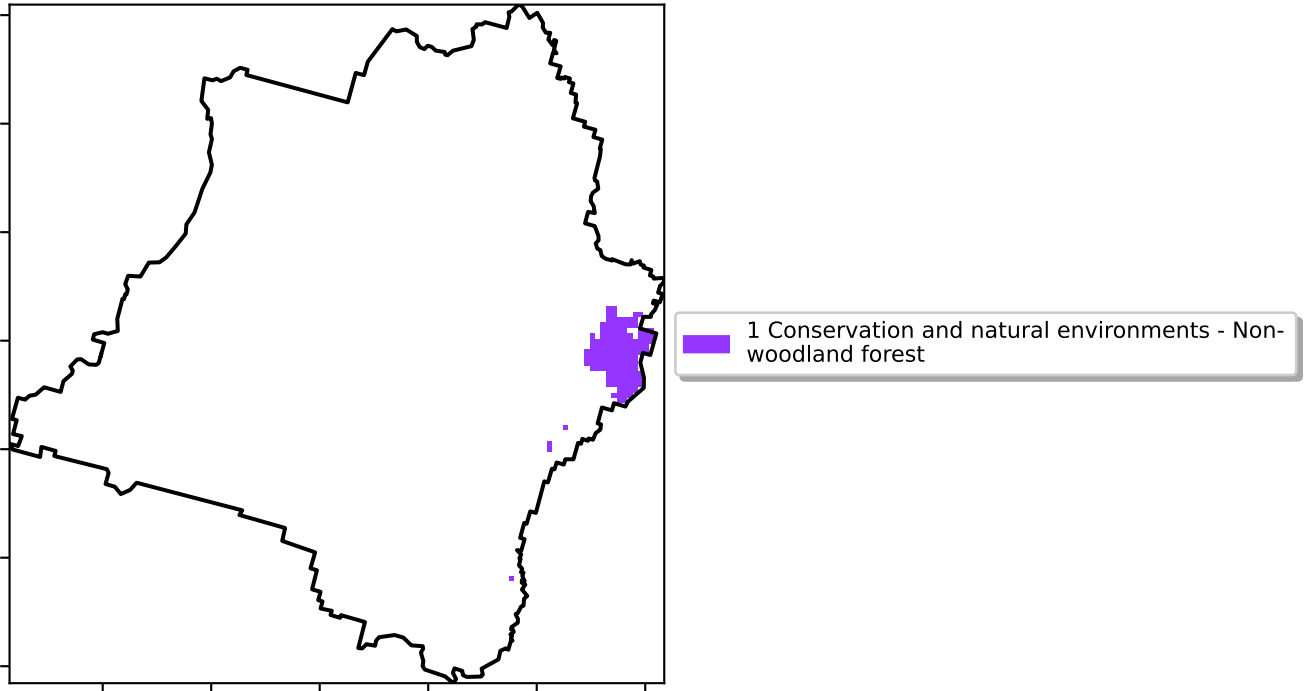 1 Conservation and natural environments - Non-
woodland forest